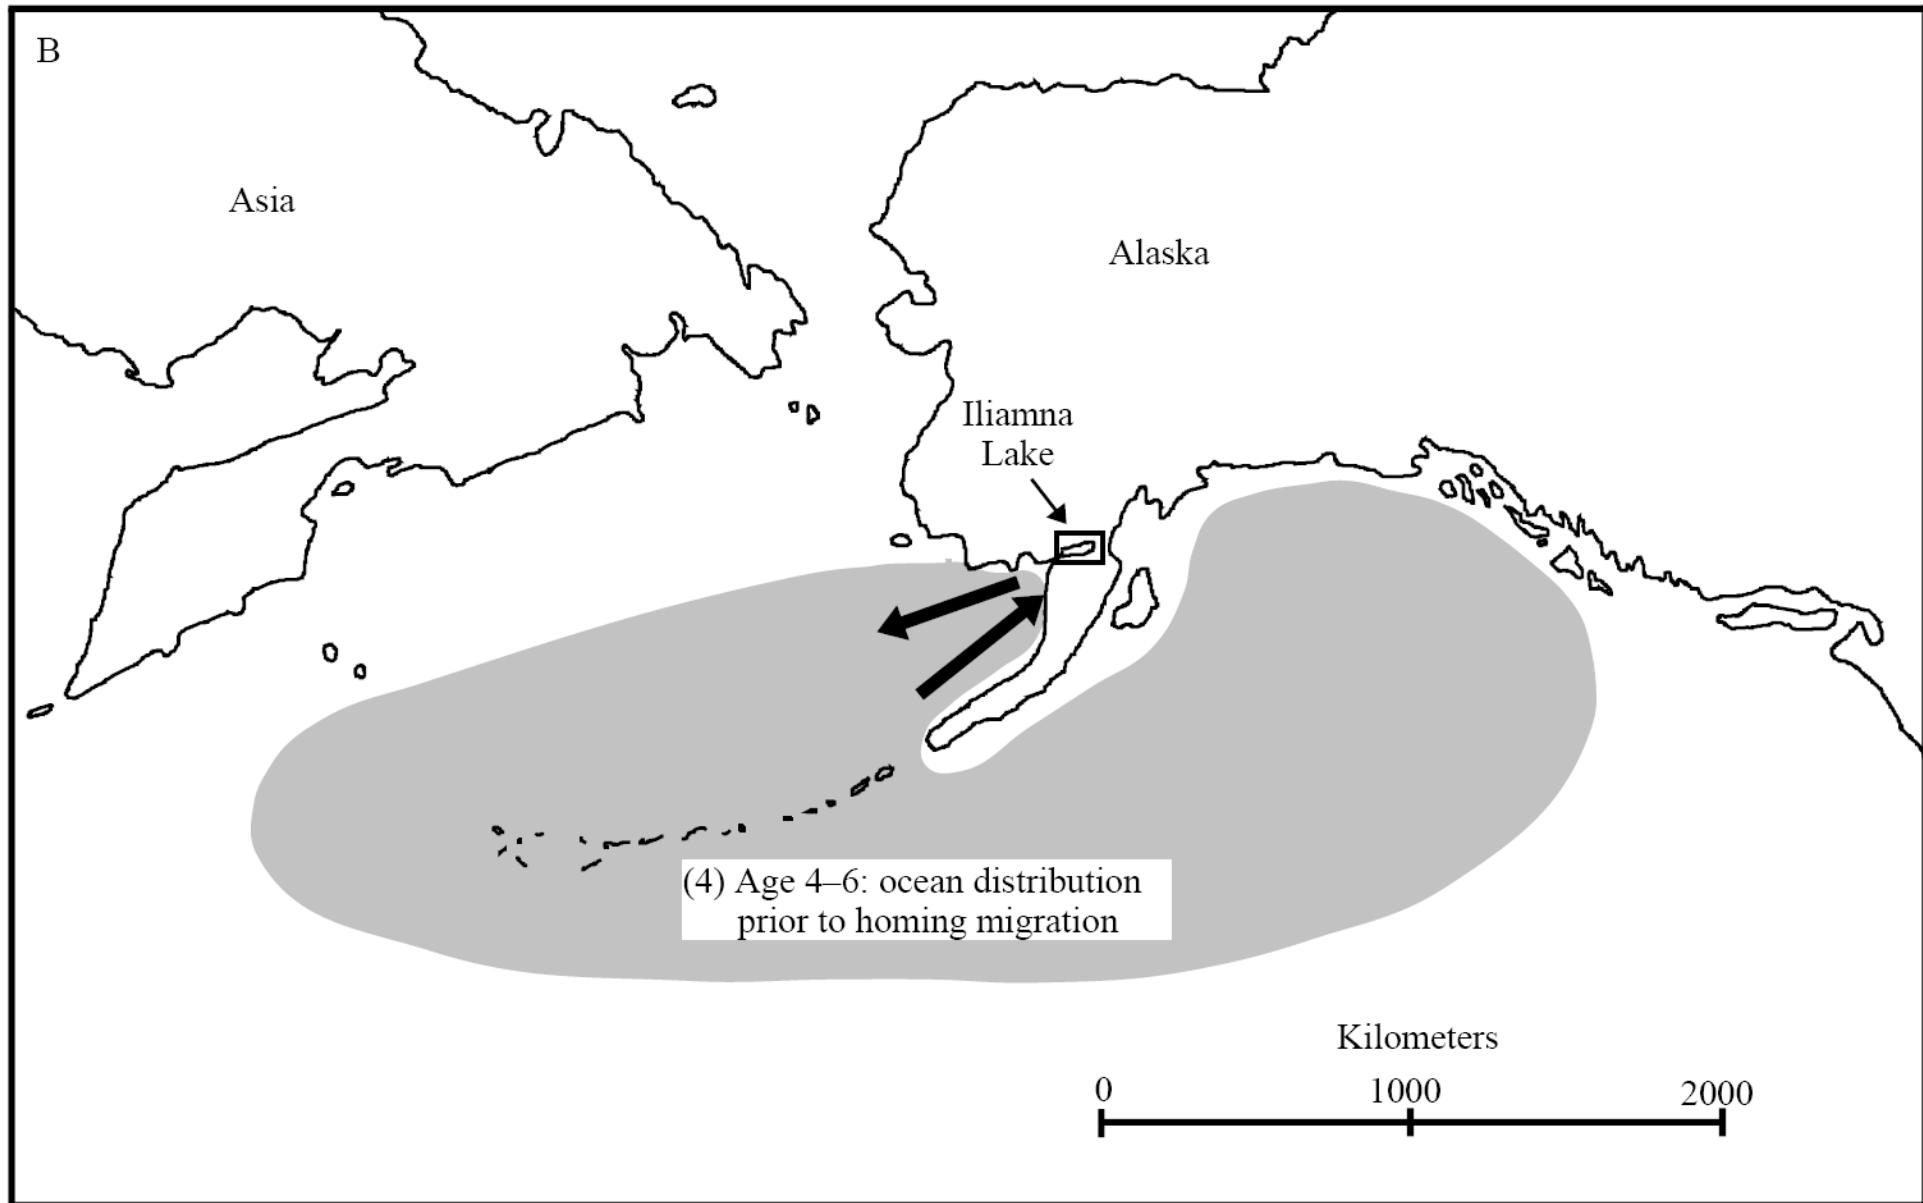 B
Asia
Alaska
Iliamna
Lake
(4) Age 4–6: ocean distribution
prior to homing migration
Kilometers
0 1000 2000